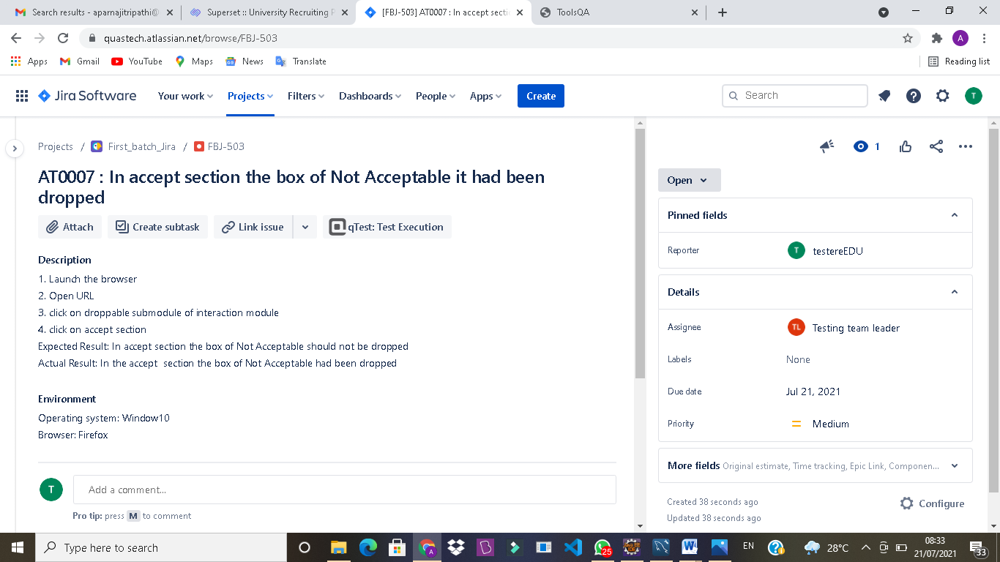 Search results - aparnajitripathi@
Superset :: University Recruiting P
[FBJ-503] AT0007 : In accept secti
ToolsQA
quastech.atlassian.net/browse/FBJ-503
A
Apps
Gmail
YouTube
Maps
News
Translate
Reading list
Jira Software
Your work
Projects
Filters
Dashboards
People
Apps
Create
Search
T
Projects / First_batch_Jira / FBJ-503
1
AT0007 : In accept section the box of Not Acceptable it had been
dropped
Attach
Create subtask
Link issue
qTest: Test Execution
Description
1. Launch the browser
2. Open URL
3. click on droppable submodule of interaction module
4. click on accept section
Expected Result: In accept section the box of Not Acceptable should not be dropped
Actual Result: In the accept  section the box of Not Acceptable had been dropped
Environment
Operating system: Window10
Browser: Firefox
T
Add a comment...
Pro tip: press M to comment
Open
Pinned fields
Reporter
T testereEDU
Details
Assignee
TL Testing team leader
Labels
None
Due date
Jul 21, 2021
Priority
Medium
More fields Original estimate, Time tracking, Epic Link, Componen...
Created 38 seconds ago
Updated 38 seconds ago
Configure
Type here to search
25
EN
28°C
08:33
21/07/2021
33